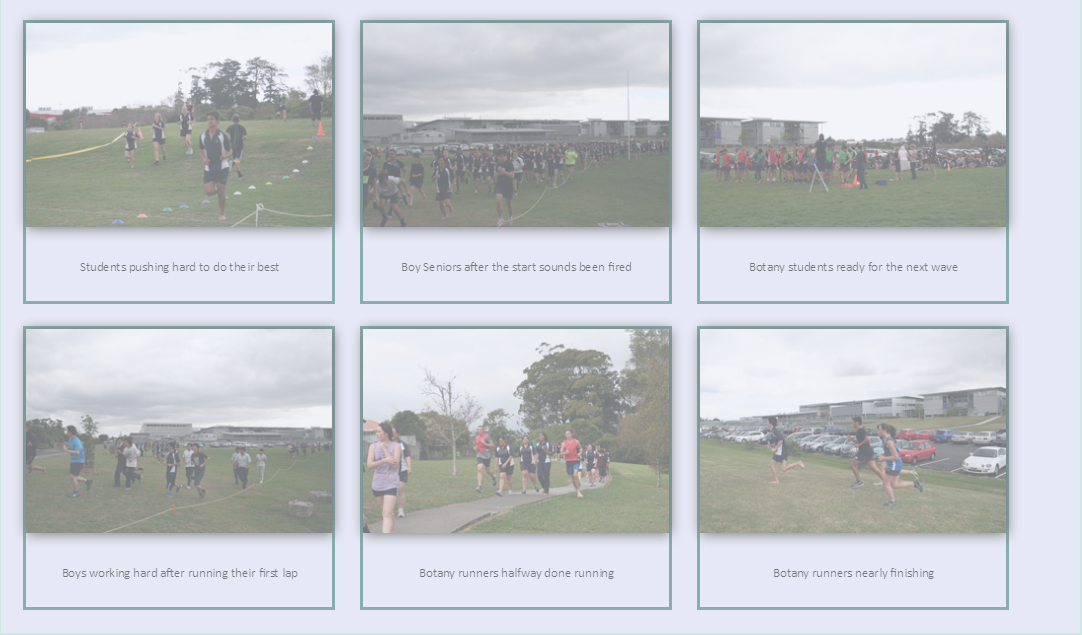 Students pushing hard to do their best
Boy Seniors after the start sounds been fired
Botany students ready for the next wave
Boys working hard after running their first lap
Botany runners halfway done running
Botany runners nearly finishing